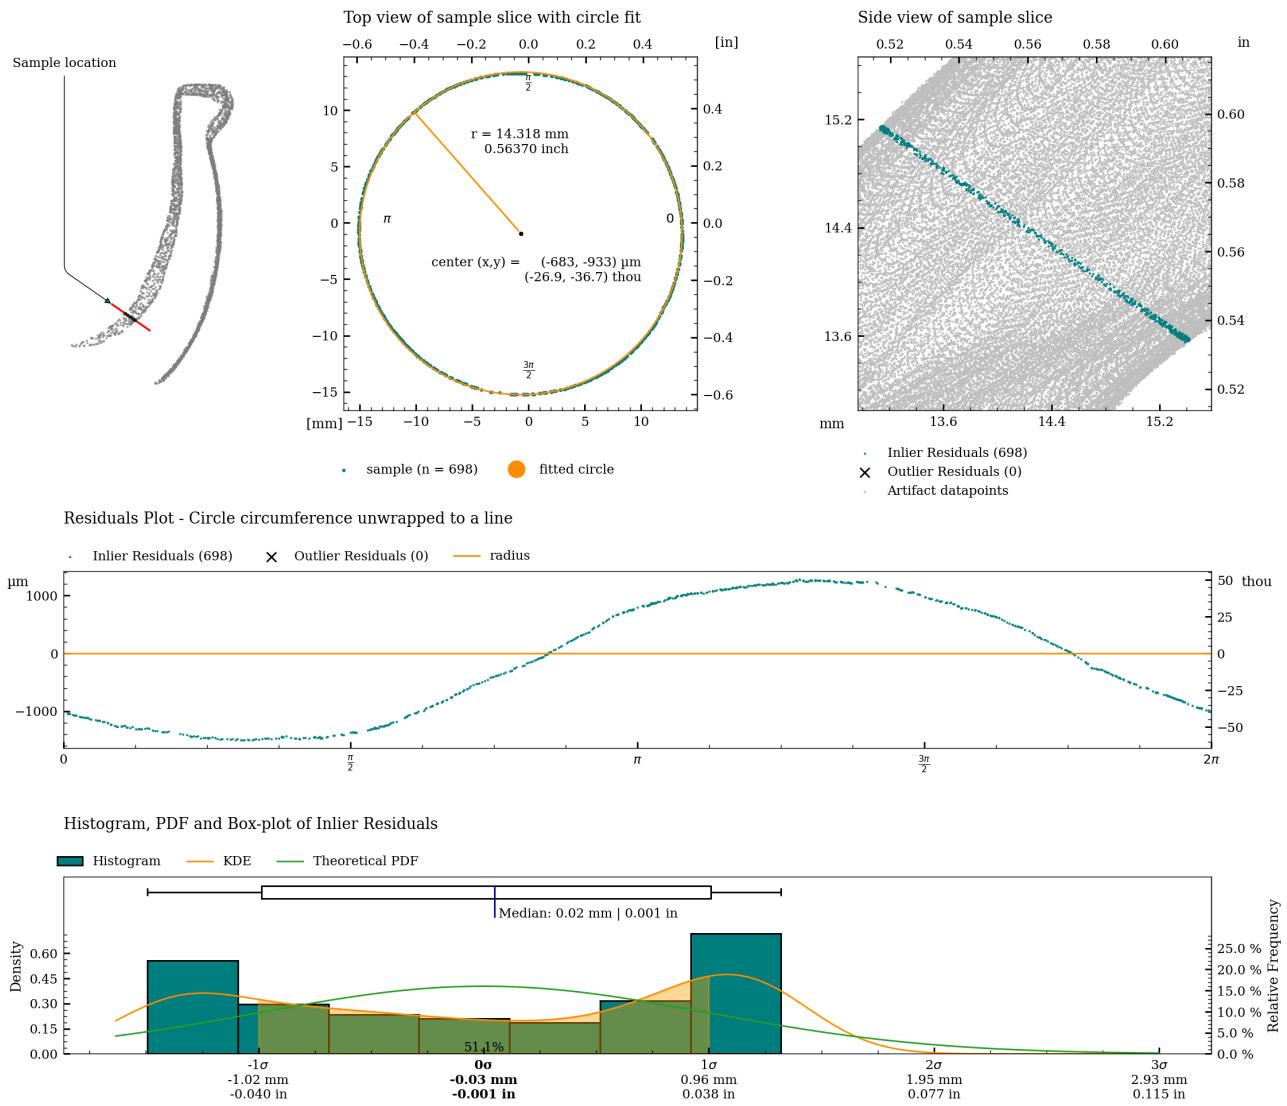 Top view of sample slice with circle fit
Side view of sample slice
−0.6 −0.4 −0.2 0.0 0.2 0.4 [in]
0.52 0.54 0.56 0.58 0.60 in
Sample location
π/2
r = 14.318 mm
0.56370 inch
π 0
center (x,y) = (-683, -933) µm
(-26.9, -36.7) thou
3π/2
10
5
0
−5
−10
−15
0.4
0.2
0.0
−0.2
−0.4
−0.6
[mm] −15 −10 −5 0 5 10
15.2
14.4
13.6
0.60
0.58
0.56
0.54
0.52
mm 13.6 14.4 15.2
sample (n = 698) fitted circle
Inlier Residuals (698)
Outlier Residuals (0)
Artifact datapoints
Residuals Plot - Circle circumference unwrapped to a line
Inlier Residuals (698) Outlier Residuals (0) radius
µm
1000
0
−1000
50 thou
25
0
−25
−50
0 π/2 π 3π/2 2π
Histogram, PDF and Box-plot of Inlier Residuals
Histogram KDE Theoretical PDF
Median: 0.02 mm | 0.001 in
Density
0.60
0.45
0.30
0.15
0.00
Relative Frequency
25.0 %
20.0 %
15.0 %
10.0 %
5.0 %
0.0 %
51.1%
-1σ 0σ 1σ 2σ 3σ
-1.02 mm -0.03 mm 0.96 mm 1.95 mm 2.93 mm
-0.040 in -0.001 in 0.038 in 0.077 in 0.115 in